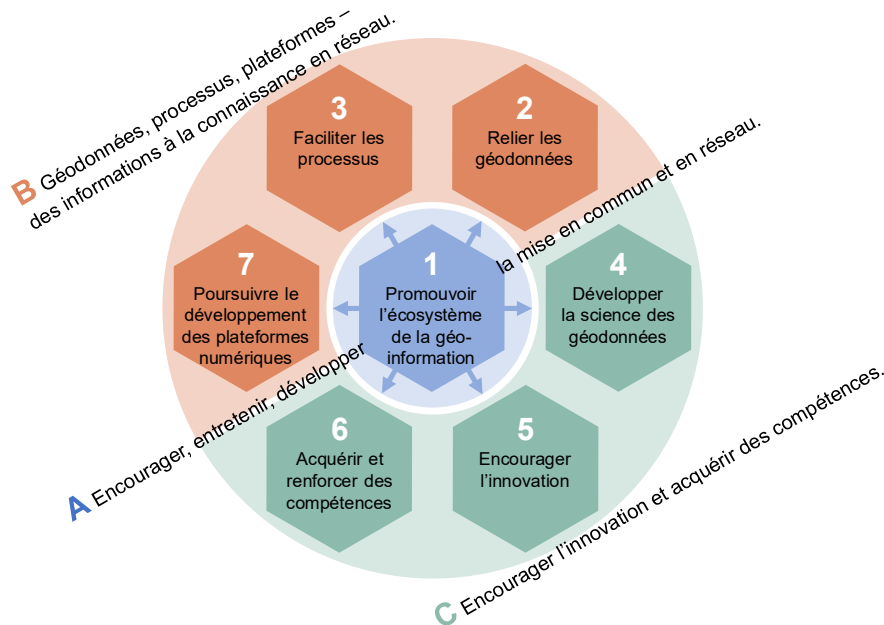 B Géodonnées, processus, plateformes –
des informations à la connaissance en réseau.
3
Faciliter les
processus
2
Relier les
géodonnées
7
Poursuivre le
développement
des plateformes
numériques
1
Promouvoir
l'écosystème
de la géo-
information
4
Développer
la science des
géodonnées
A Encourager, entretenir, développer
la mise en commun et en réseau.
6
Acquérir et
renforcer des
compétences
5
Encourager
l'innovation
C Encourager l'innovation et acquérir des compétences.